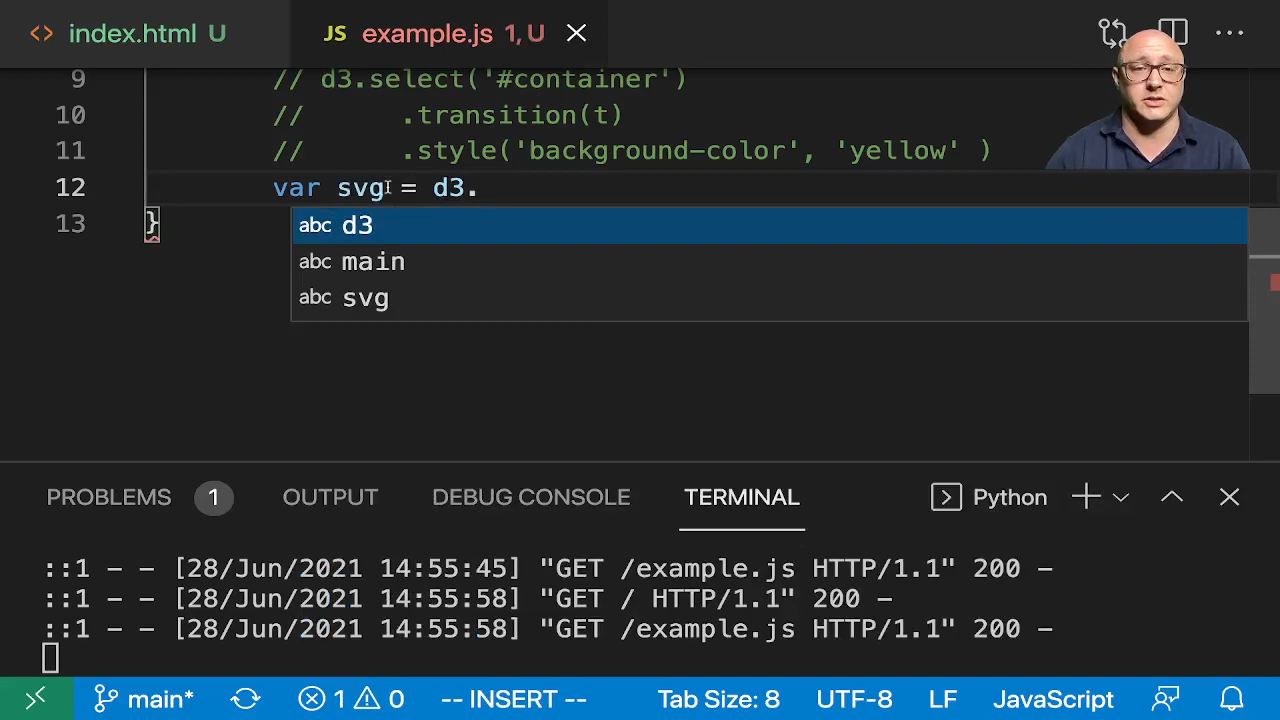 <> index.html U
JS example.js 1, U
9 // d3.select('#container')
10 // .transition(t)
11 // .style('background-color', 'yellow' )
12 var svg = d3.
13 }
abc d3
abc main
abc svg
PROBLEMS 1 OUTPUT DEBUG CONSOLE TERMINAL Python
::1 - - [28/Jun/2021 14:55:45] "GET /example.js HTTP/1.1" 200 -
::1 - - [28/Jun/2021 14:55:58] "GET / HTTP/1.1" 200 -
::1 - - [28/Jun/2021 14:55:58] "GET /example.js HTTP/1.1" 200 -
main* 1 0 -- INSERT -- Tab Size: 8 UTF-8 LF JavaScript